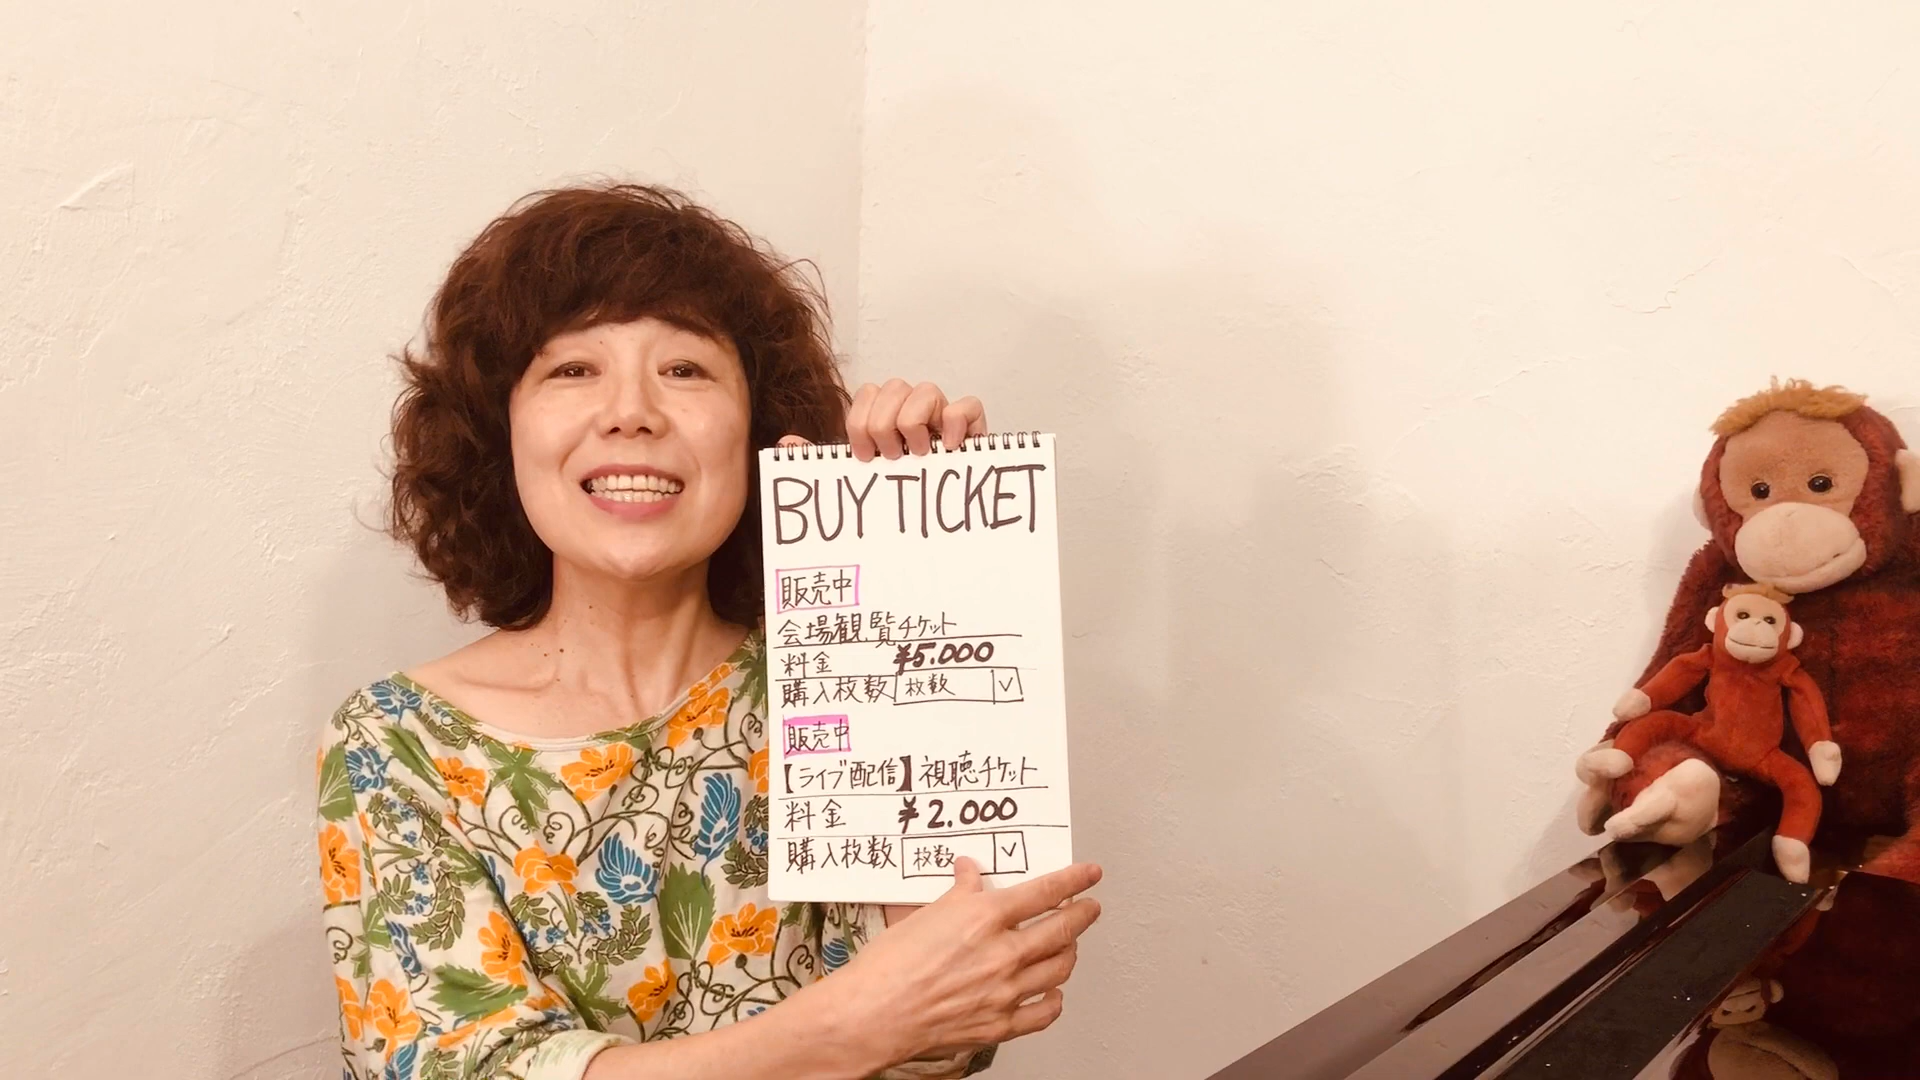 BUY TICKET
販売中
会場観覧チケット
料金 ¥5.000
購入枚数 枚数 ∨
販売中
【ライブ配信】視聴チケット
料金 ¥2.000
購入枚数 枚数 ∨